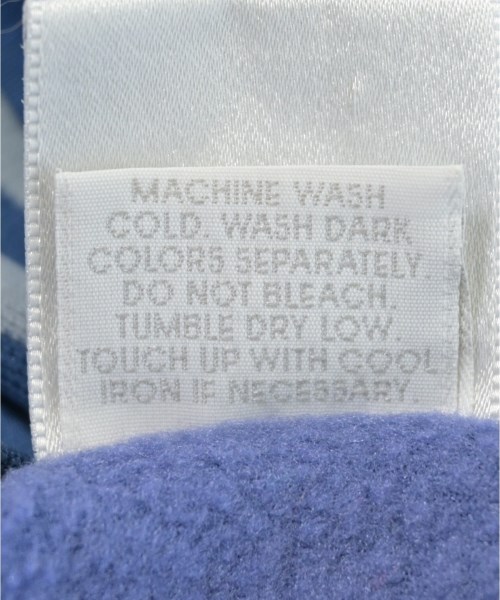 MACHINE WASH
COLD. WASH DARK
COLORS SEPARATELY.
DO NOT BLEACH.
TUMBLE DRY LOW.
TOUCH UP WITH COOL
IRON IF NECESSARY.